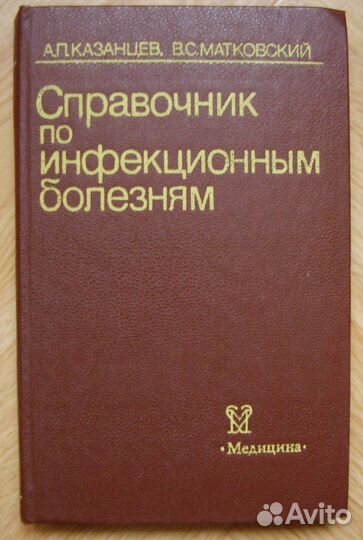 А.П.КАЗАНЦЕВ, В.С.МАТКОВСКИЙ
Справочник
по
инфекционным
болезням
·Медицина·
Avito